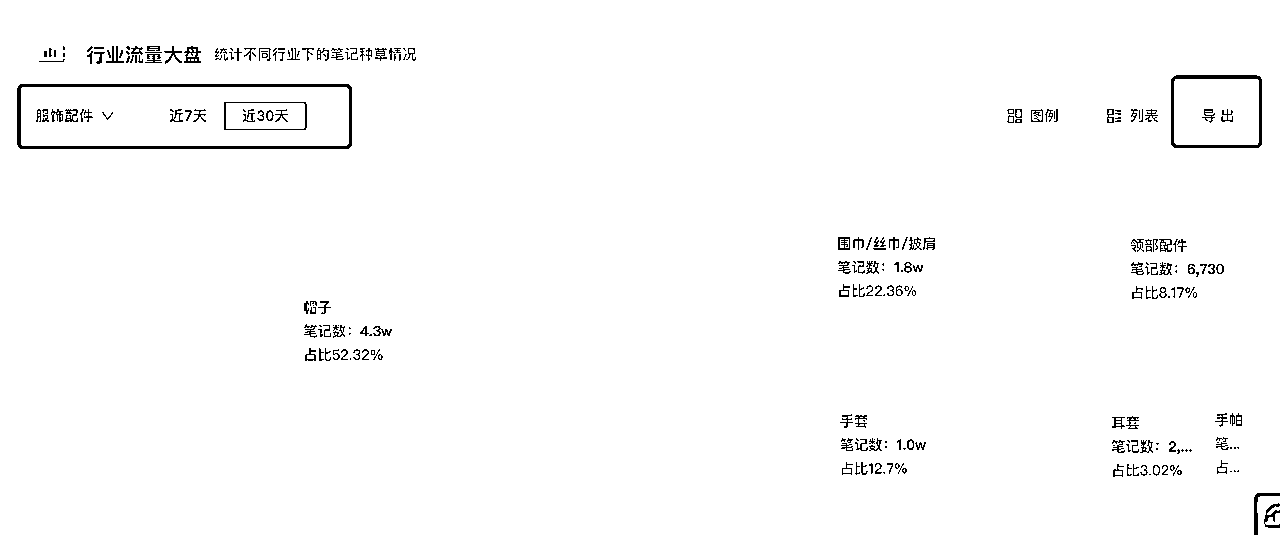 行业流量大盘 统计不同行业下的笔记种草情况
服饰配件 近7天 近30天 图例 列表 导出
帽子
笔记数：4.3w
占比52.32%
围巾/丝巾/披肩
笔记数：1.8w
占比22.36%
领部配件
笔记数：6,730
占比8.17%
手套
笔记数：1.0w
占比12.7%
耳套
笔记数：2,...
占比3.02%
手帕
笔...
占...